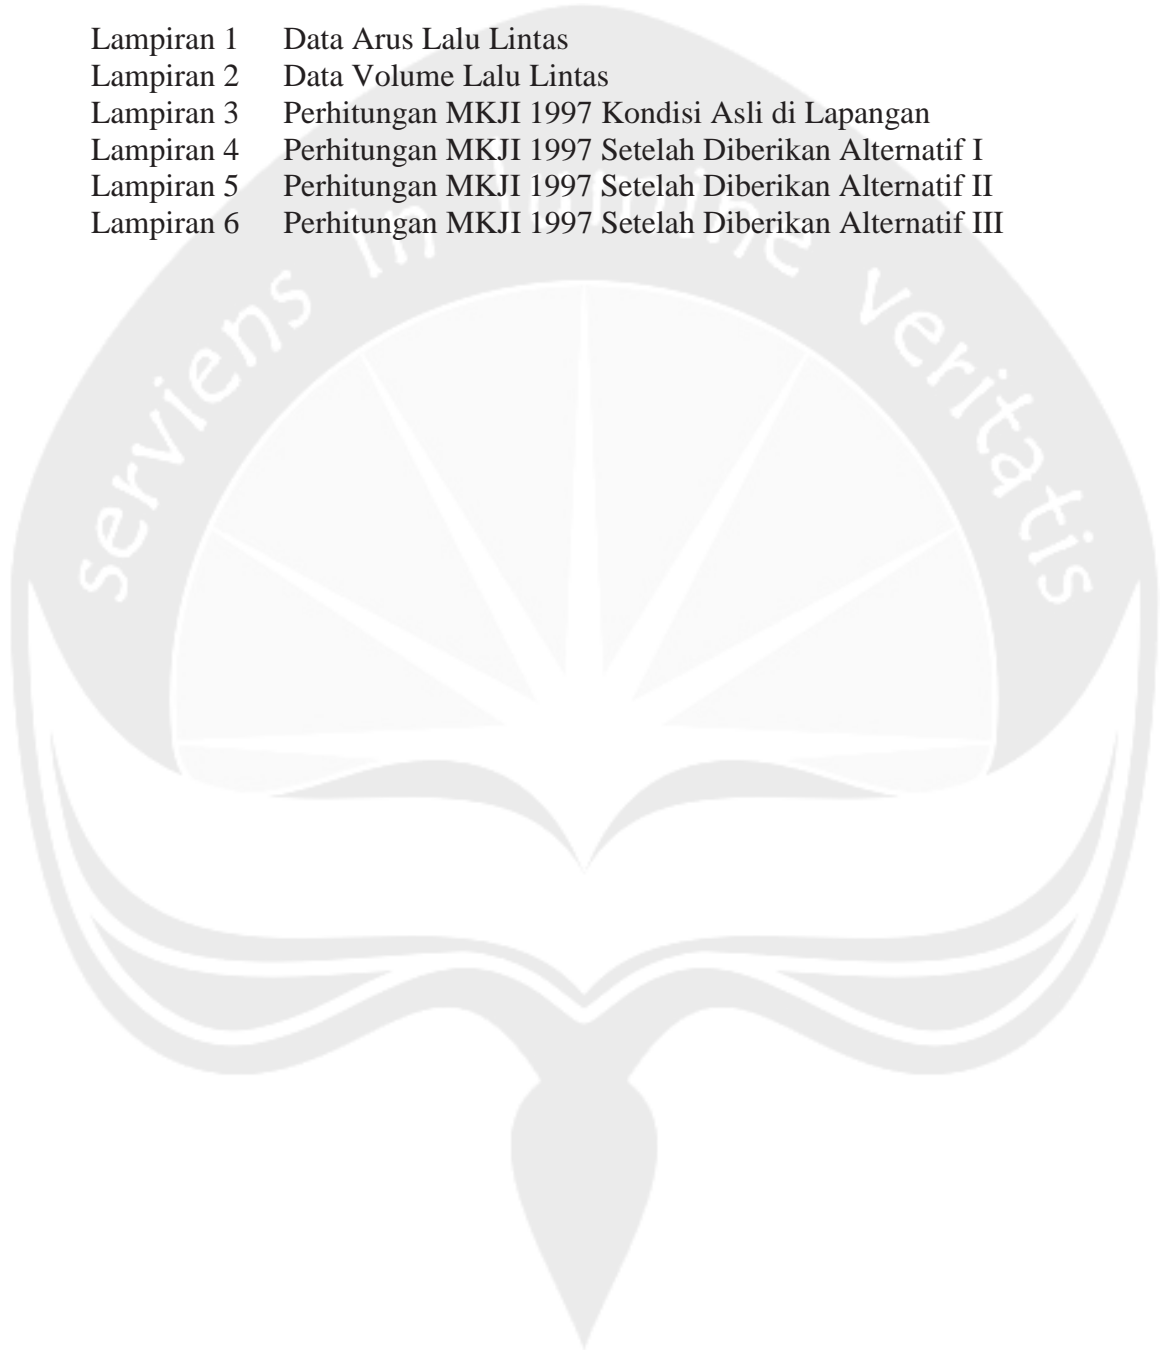 Lampiran 1 Data Arus Lalu Lintas
Lampiran 2 Data Volume Lalu Lintas
Lampiran 3 Perhitungan MKJI 1997 Kondisi Asli di Lapangan
Lampiran 4 Perhitungan MKJI 1997 Setelah Diberikan Alternatif I
Lampiran 5 Perhitungan MKJI 1997 Setelah Diberikan Alternatif II
Lampiran 6 Perhitungan MKJI 1997 Setelah Diberikan Alternatif III
serviens in lumine veritatis